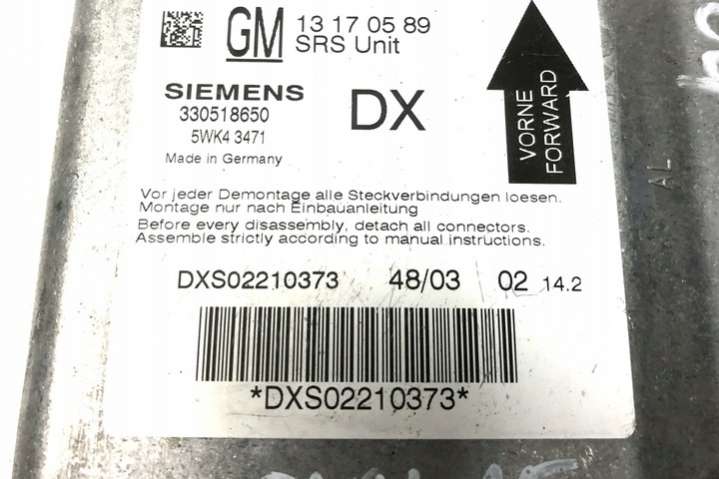 GM 13 17 05 89
SRS Unit
SIEMENS
330518650
5WK4 3471
Made in Germany
DX
VORNE
FORWARD
AL
Vor jeder Demontage alle Steckverbindungen loesen.
Montage nur nach Einbauanleitung
Before every disassembly, detach all connectors.
Assemble strictly according to manual instructions.
DXS02210373 48/03 02 14.2
*DXS02210373*